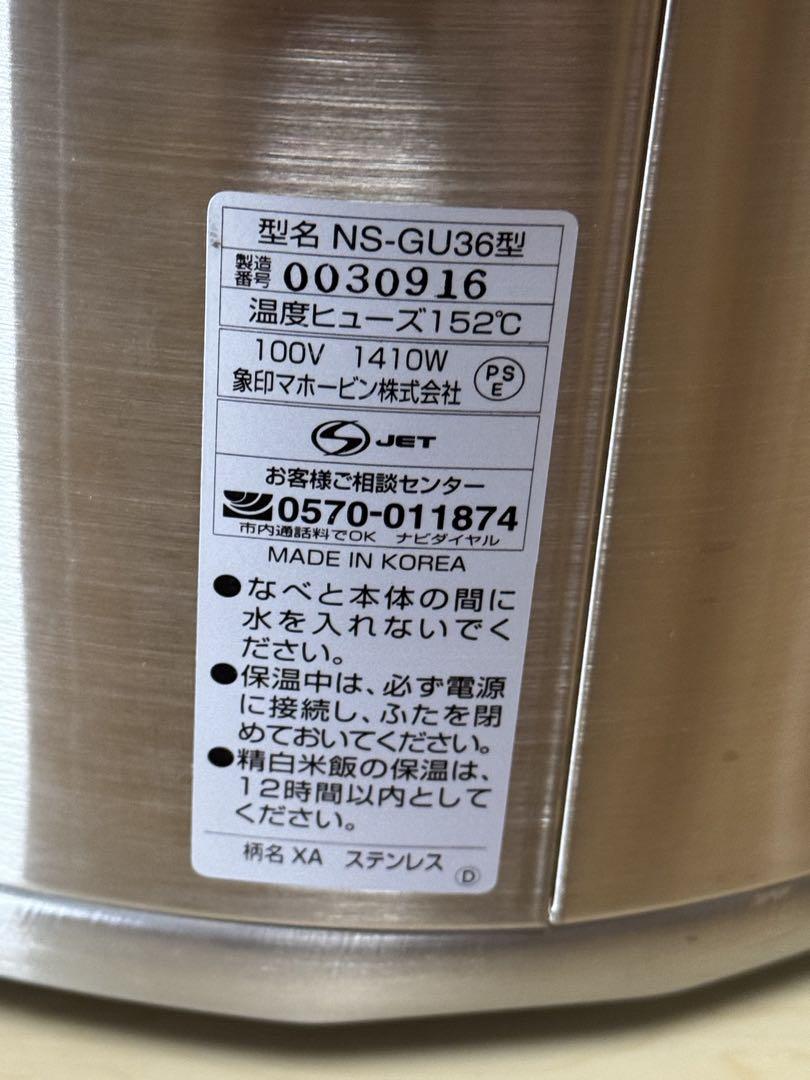 型名 NS-GU36型
製造番号 0030916
温度ヒューズ152℃
100V 1410W
象印マホービン株式会社
PS
E
JET
お客様ご相談センター
0570-011874
市内通話料でOK ナビダイヤル
MADE IN KOREA
●なべと本体の間に
水を入れないでく
ださい。
●保温中は、必ず電源
に接続し、ふたを閉
めておいてください。
●精白米飯の保温は、
12時間以内として
ください。
柄名 XA ステンレス
D